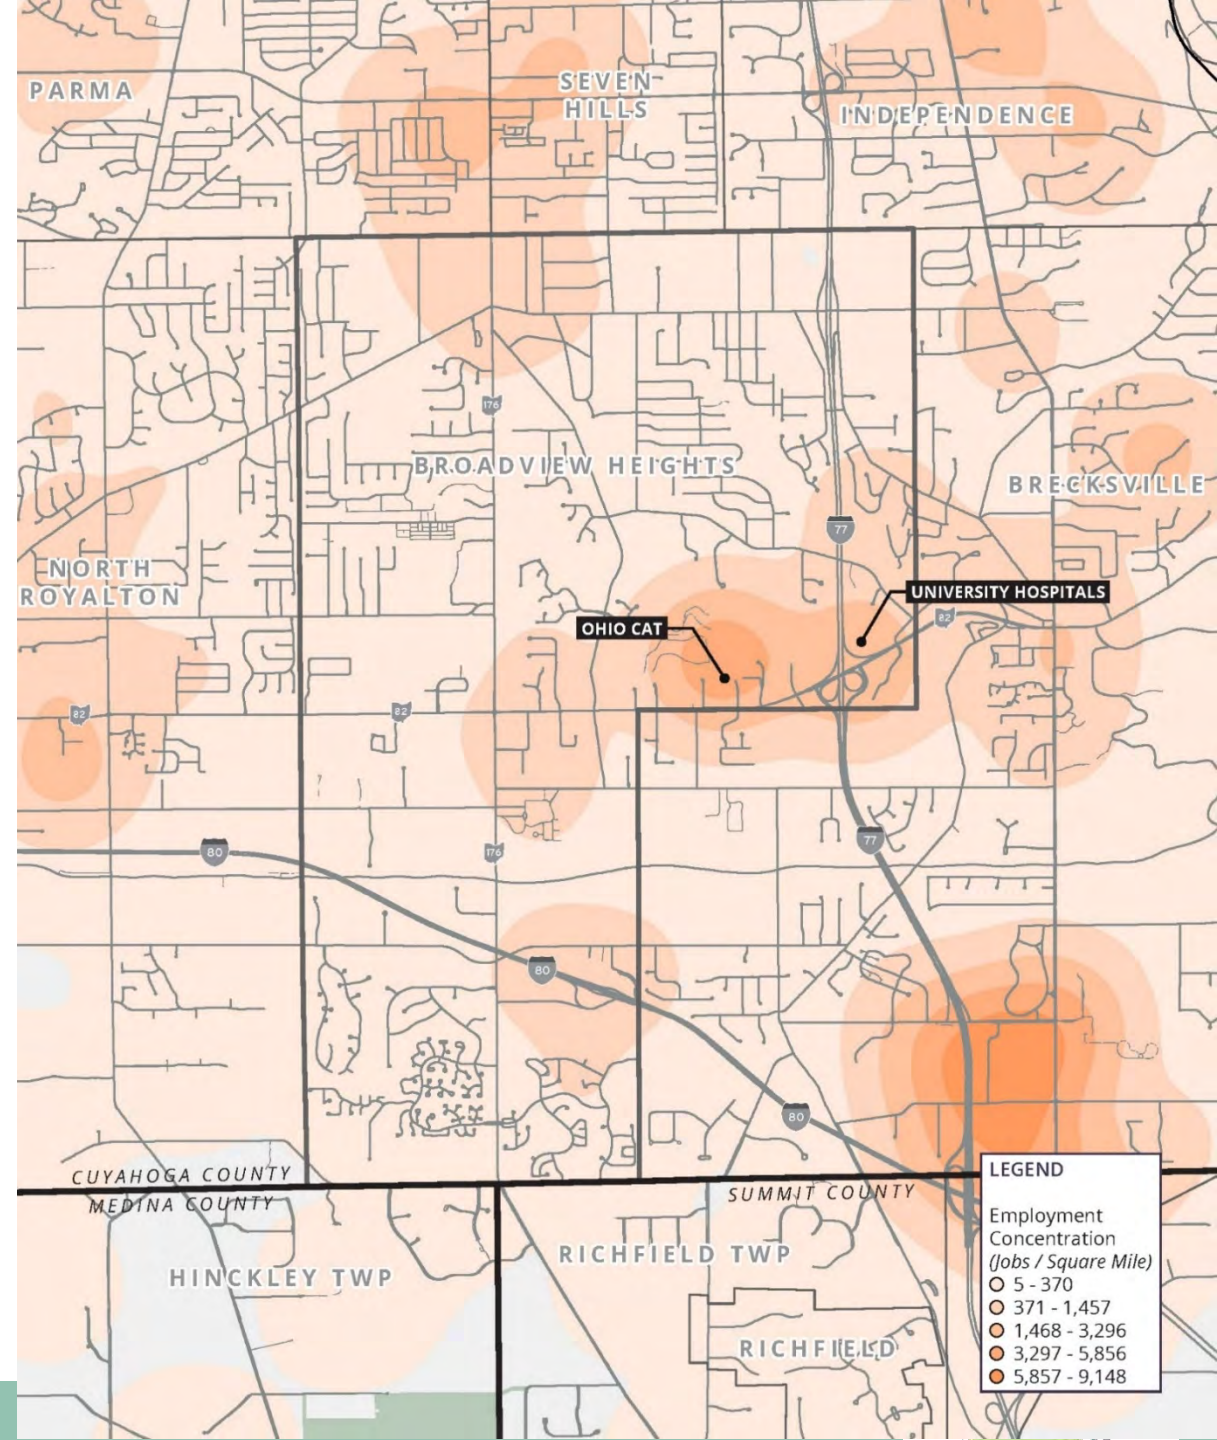 PARMA
SEVEN
HILLS
INDEPENDENCE
176
BROADVIEW HEIGHTS
BRECKSVILLE
77
NORTH
ROYALTON
UNIVERSITY HOSPITALS
82
OHIO CAT
82
82
77
80
176
80
80
CUYAHOGA COUNTY
MEDINA COUNTY
SUMMIT COUNTY
HINCKLEY TWP
RICHFIELD TWP
RICHFIELD
LEGEND
Employment
Concentration
(Jobs / Square Mile)
5 - 370
371 - 1,457
1,468 - 3,296
3,297 - 5,856
5,857 - 9,148